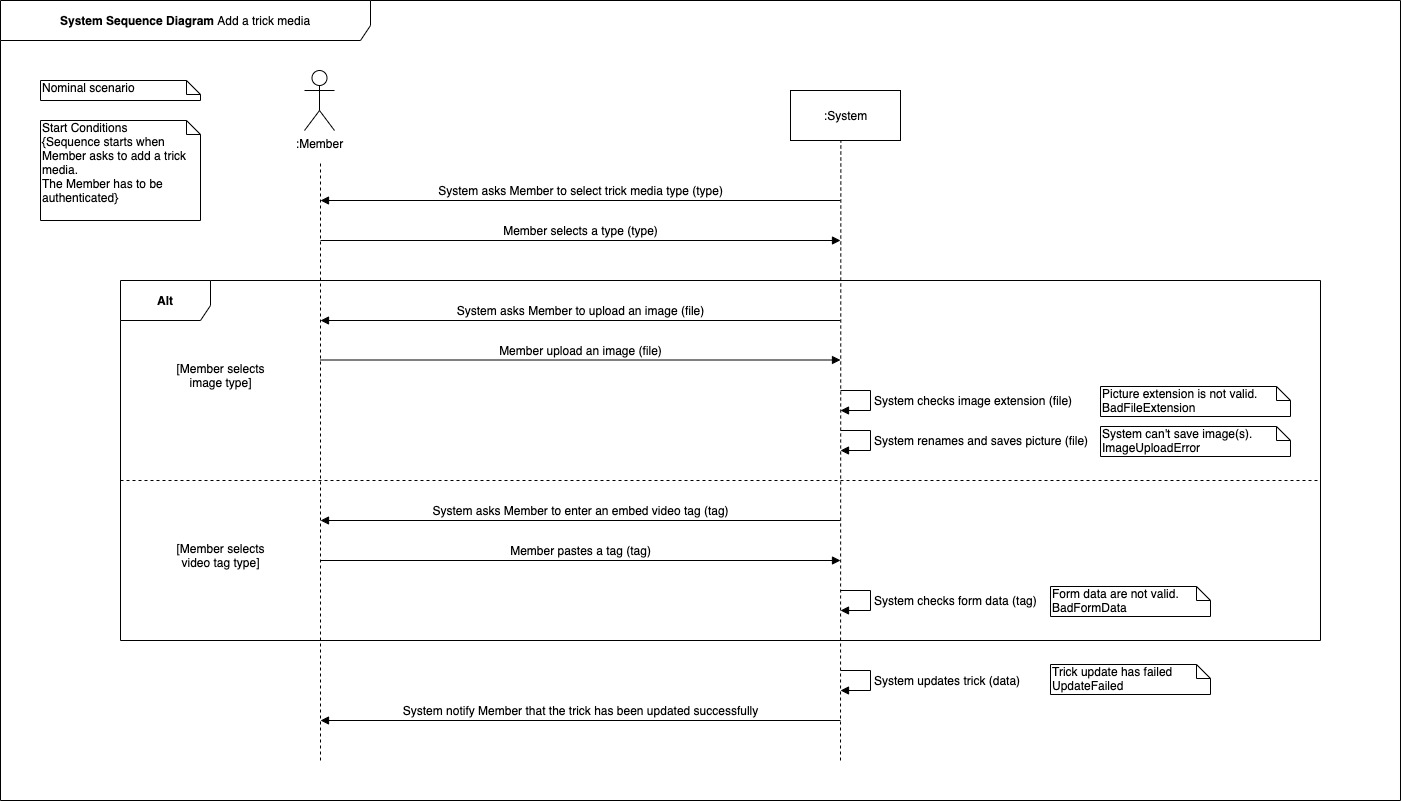 System Sequence Diagram Add a trick media
Nominal scenario
Start Conditions
{Sequence starts when
Member asks to add a trick
media.
The Member has to be
authenticated}
:Member
:System
System asks Member to select trick media type (type)
Member selects a type (type)
Alt
System asks Member to upload an image (file)
Member upload an image (file)
[Member selects
image type]
System checks image extension (file)
Picture extension is not valid.
BadFileExtension
System renames and saves picture (file)
System can't save image(s).
ImageUploadError
System asks Member to enter an embed video tag (tag)
Member pastes a tag (tag)
[Member selects
video tag type]
System checks form data (tag)
Form data are not valid.
BadFormData
System updates trick (data)
Trick update has failed
UpdateFailed
System notify Member that the trick has been updated successfully